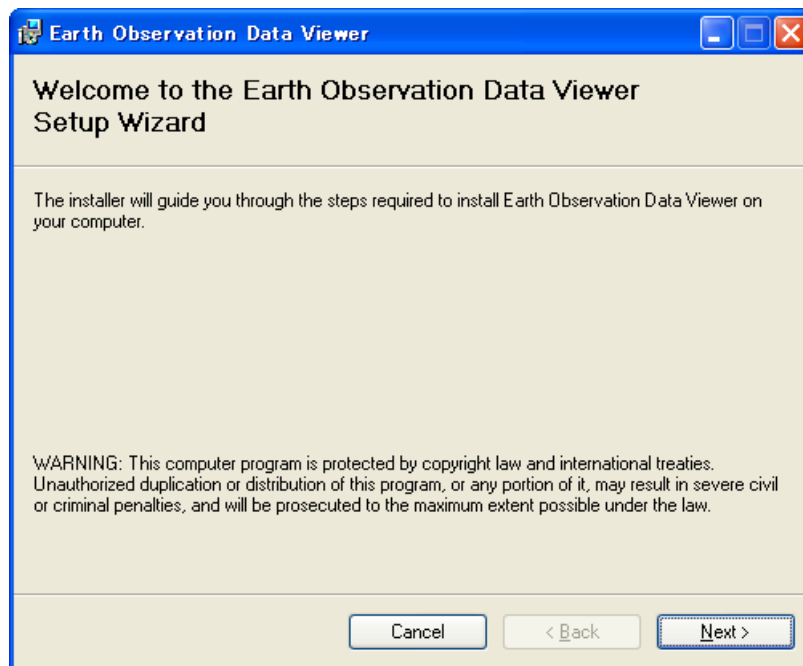 Earth Observation Data Viewer
Welcome to the Earth Observation Data Viewer
Setup Wizard
The installer will guide you through the steps required to install Earth Observation Data Viewer on
your computer.
WARNING: This computer program is protected by copyright law and international treaties.
Unauthorized duplication or distribution of this program, or any portion of it, may result in severe civil
or criminal penalties, and will be prosecuted to the maximum extent possible under the law.
Cancel < Back Next >